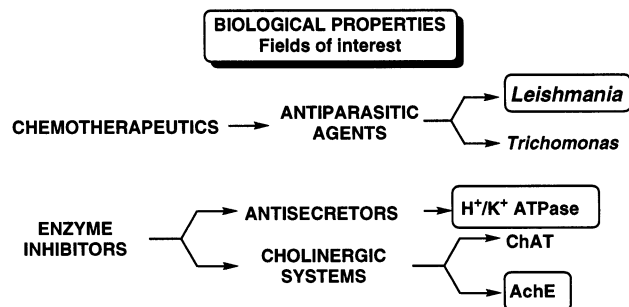 BIOLOGICAL PROPERTIES
Fields of interest
CHEMOTHERAPEUTICS
ANTIPARASITIC
AGENTS
Leishmania
Trichomonas
ENZYME
INHIBITORS
ANTISECRETORS
H⁺/K⁺ ATPase
CHOLINERGIC
SYSTEMS
ChAT
AchE